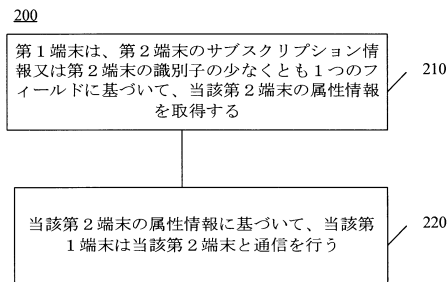 200
第1端末は、第2端末のサブスクリプション情
報又は第2端末の識別子の少なくとも1つのフ
ィールドに基づいて、当該第2端末の属性情報
を取得する
210
当該第2端末の属性情報に基づいて、当該第
1端末は当該第2端末と通信を行う
220